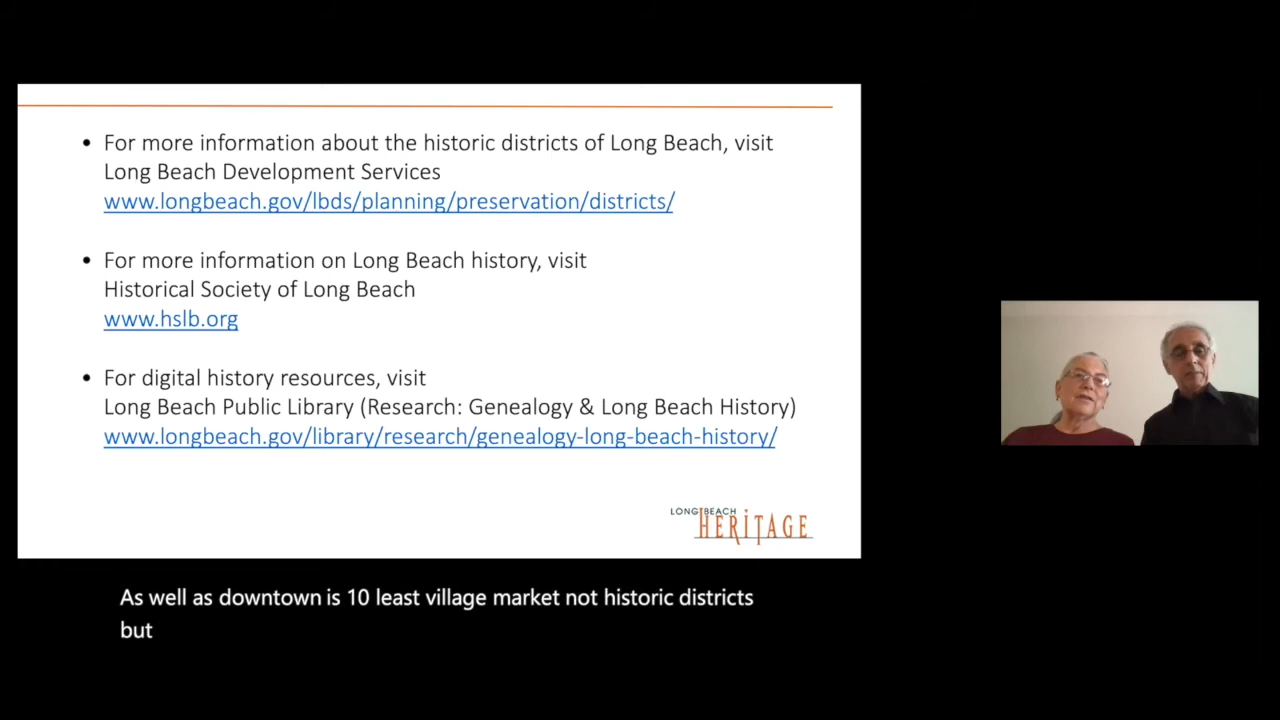 • For more information about the historic districts of Long Beach, visit
Long Beach Development Services
www.longbeach.gov/lbds/planning/preservation/districts/
• For more information on Long Beach history, visit
Historical Society of Long Beach
www.hslb.org
• For digital history resources, visit
Long Beach Public Library (Research: Genealogy & Long Beach History)
www.longbeach.gov/library/research/genealogy-long-beach-history/
LONG BEACH
HERITAGE
As well as downtown is 10 least village market not historic districts
but